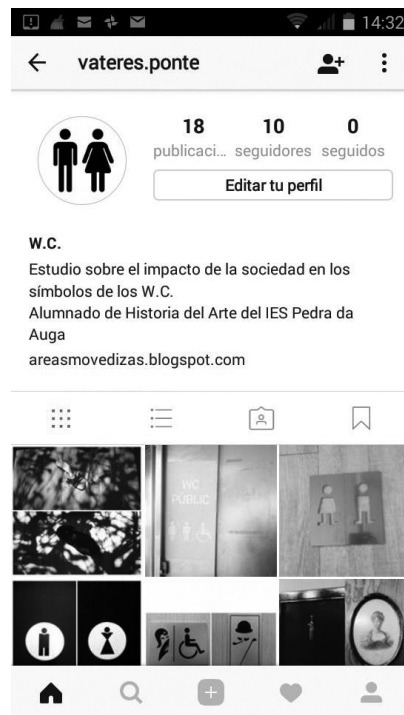 14:32
vateres.ponte
18 10 0
publicaci... seguidores seguidos
Editar tu perfil
W.C.
Estudio sobre el impacto de la sociedad en los
símbolos de los W.C.
Alumnado de Historia del Arte del IES Pedra da
Auga
areasmovedizas.blogspot.com
WC
PÚBLIC